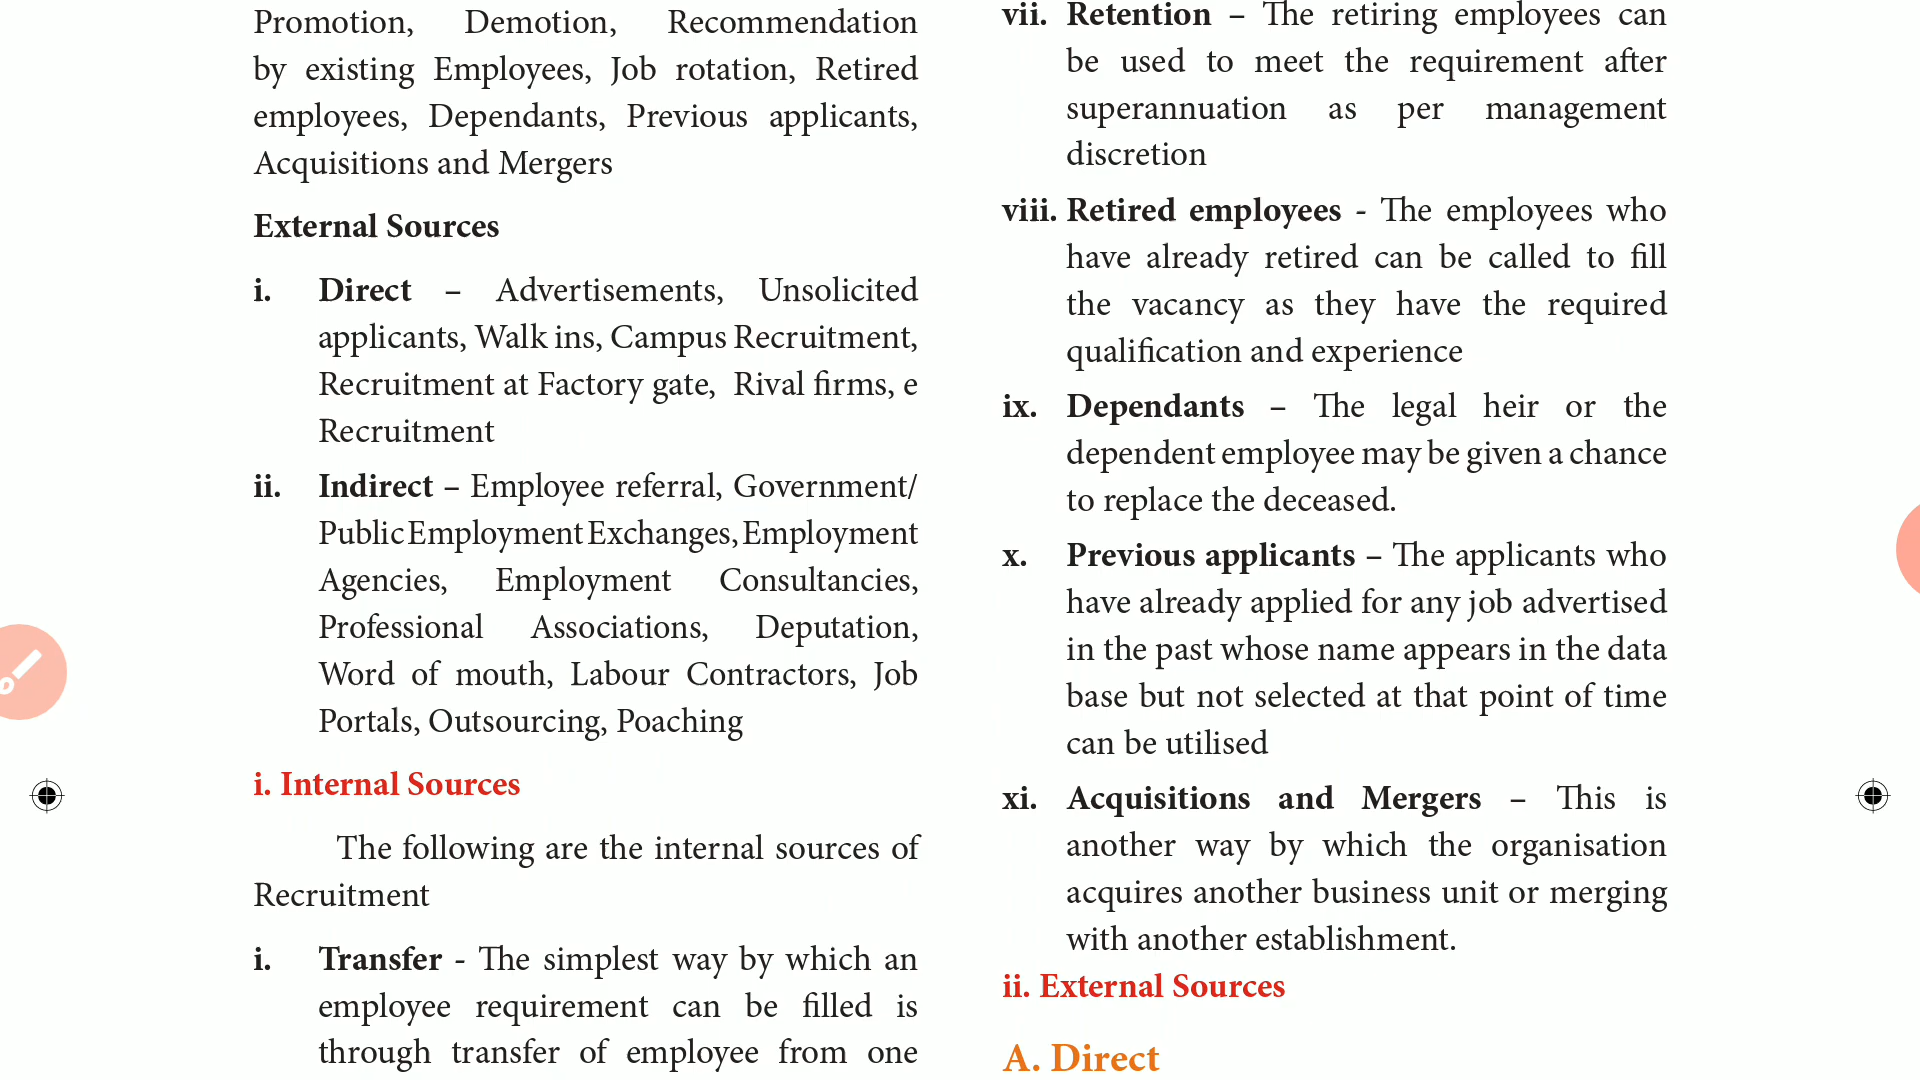 Promotion, Demotion, Recommendation
by existing Employees, Job rotation, Retired
employees, Dependants, Previous applicants,
Acquisitions and Mergers
External Sources
i. Direct – Advertisements, Unsolicited
applicants, Walk ins, Campus Recruitment,
Recruitment at Factory gate, Rival firms, e
Recruitment
ii. Indirect – Employee referral, Government/
Public Employment Exchanges, Employment
Agencies, Employment Consultancies,
Professional Associations, Deputation,
Word of mouth, Labour Contractors, Job
Portals, Outsourcing, Poaching
i. Internal Sources
The following are the internal sources of
Recruitment
i. Transfer - The simplest way by which an
employee requirement can be filled is
through transfer of employee from one
vii. Retention – The retiring employees can
be used to meet the requirement after
superannuation as per management
discretion
viii. Retired employees - The employees who
have already retired can be called to fill
the vacancy as they have the required
qualification and experience
ix. Dependants – The legal heir or the
dependent employee may be given a chance
to replace the deceased.
x. Previous applicants – The applicants who
have already applied for any job advertised
in the past whose name appears in the data
base but not selected at that point of time
can be utilised
xi. Acquisitions and Mergers – This is
another way by which the organisation
acquires another business unit or merging
with another establishment.
ii. External Sources
A. Direct